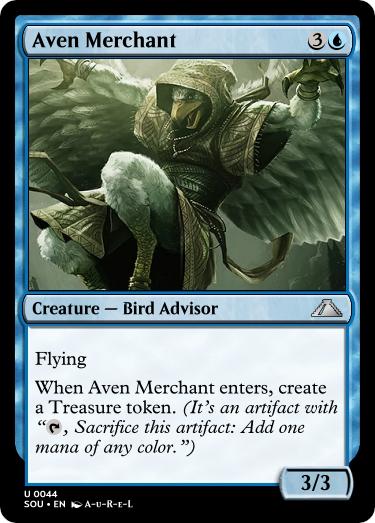 Aven Merchant 3
Creature — Bird Advisor
Flying
When Aven Merchant enters, create
a Treasure token. (It's an artifact with
“, Sacrifice this artifact: Add one
mana of any color.”)
3/3
U 0044
SOU • EN A-U-R-E-L